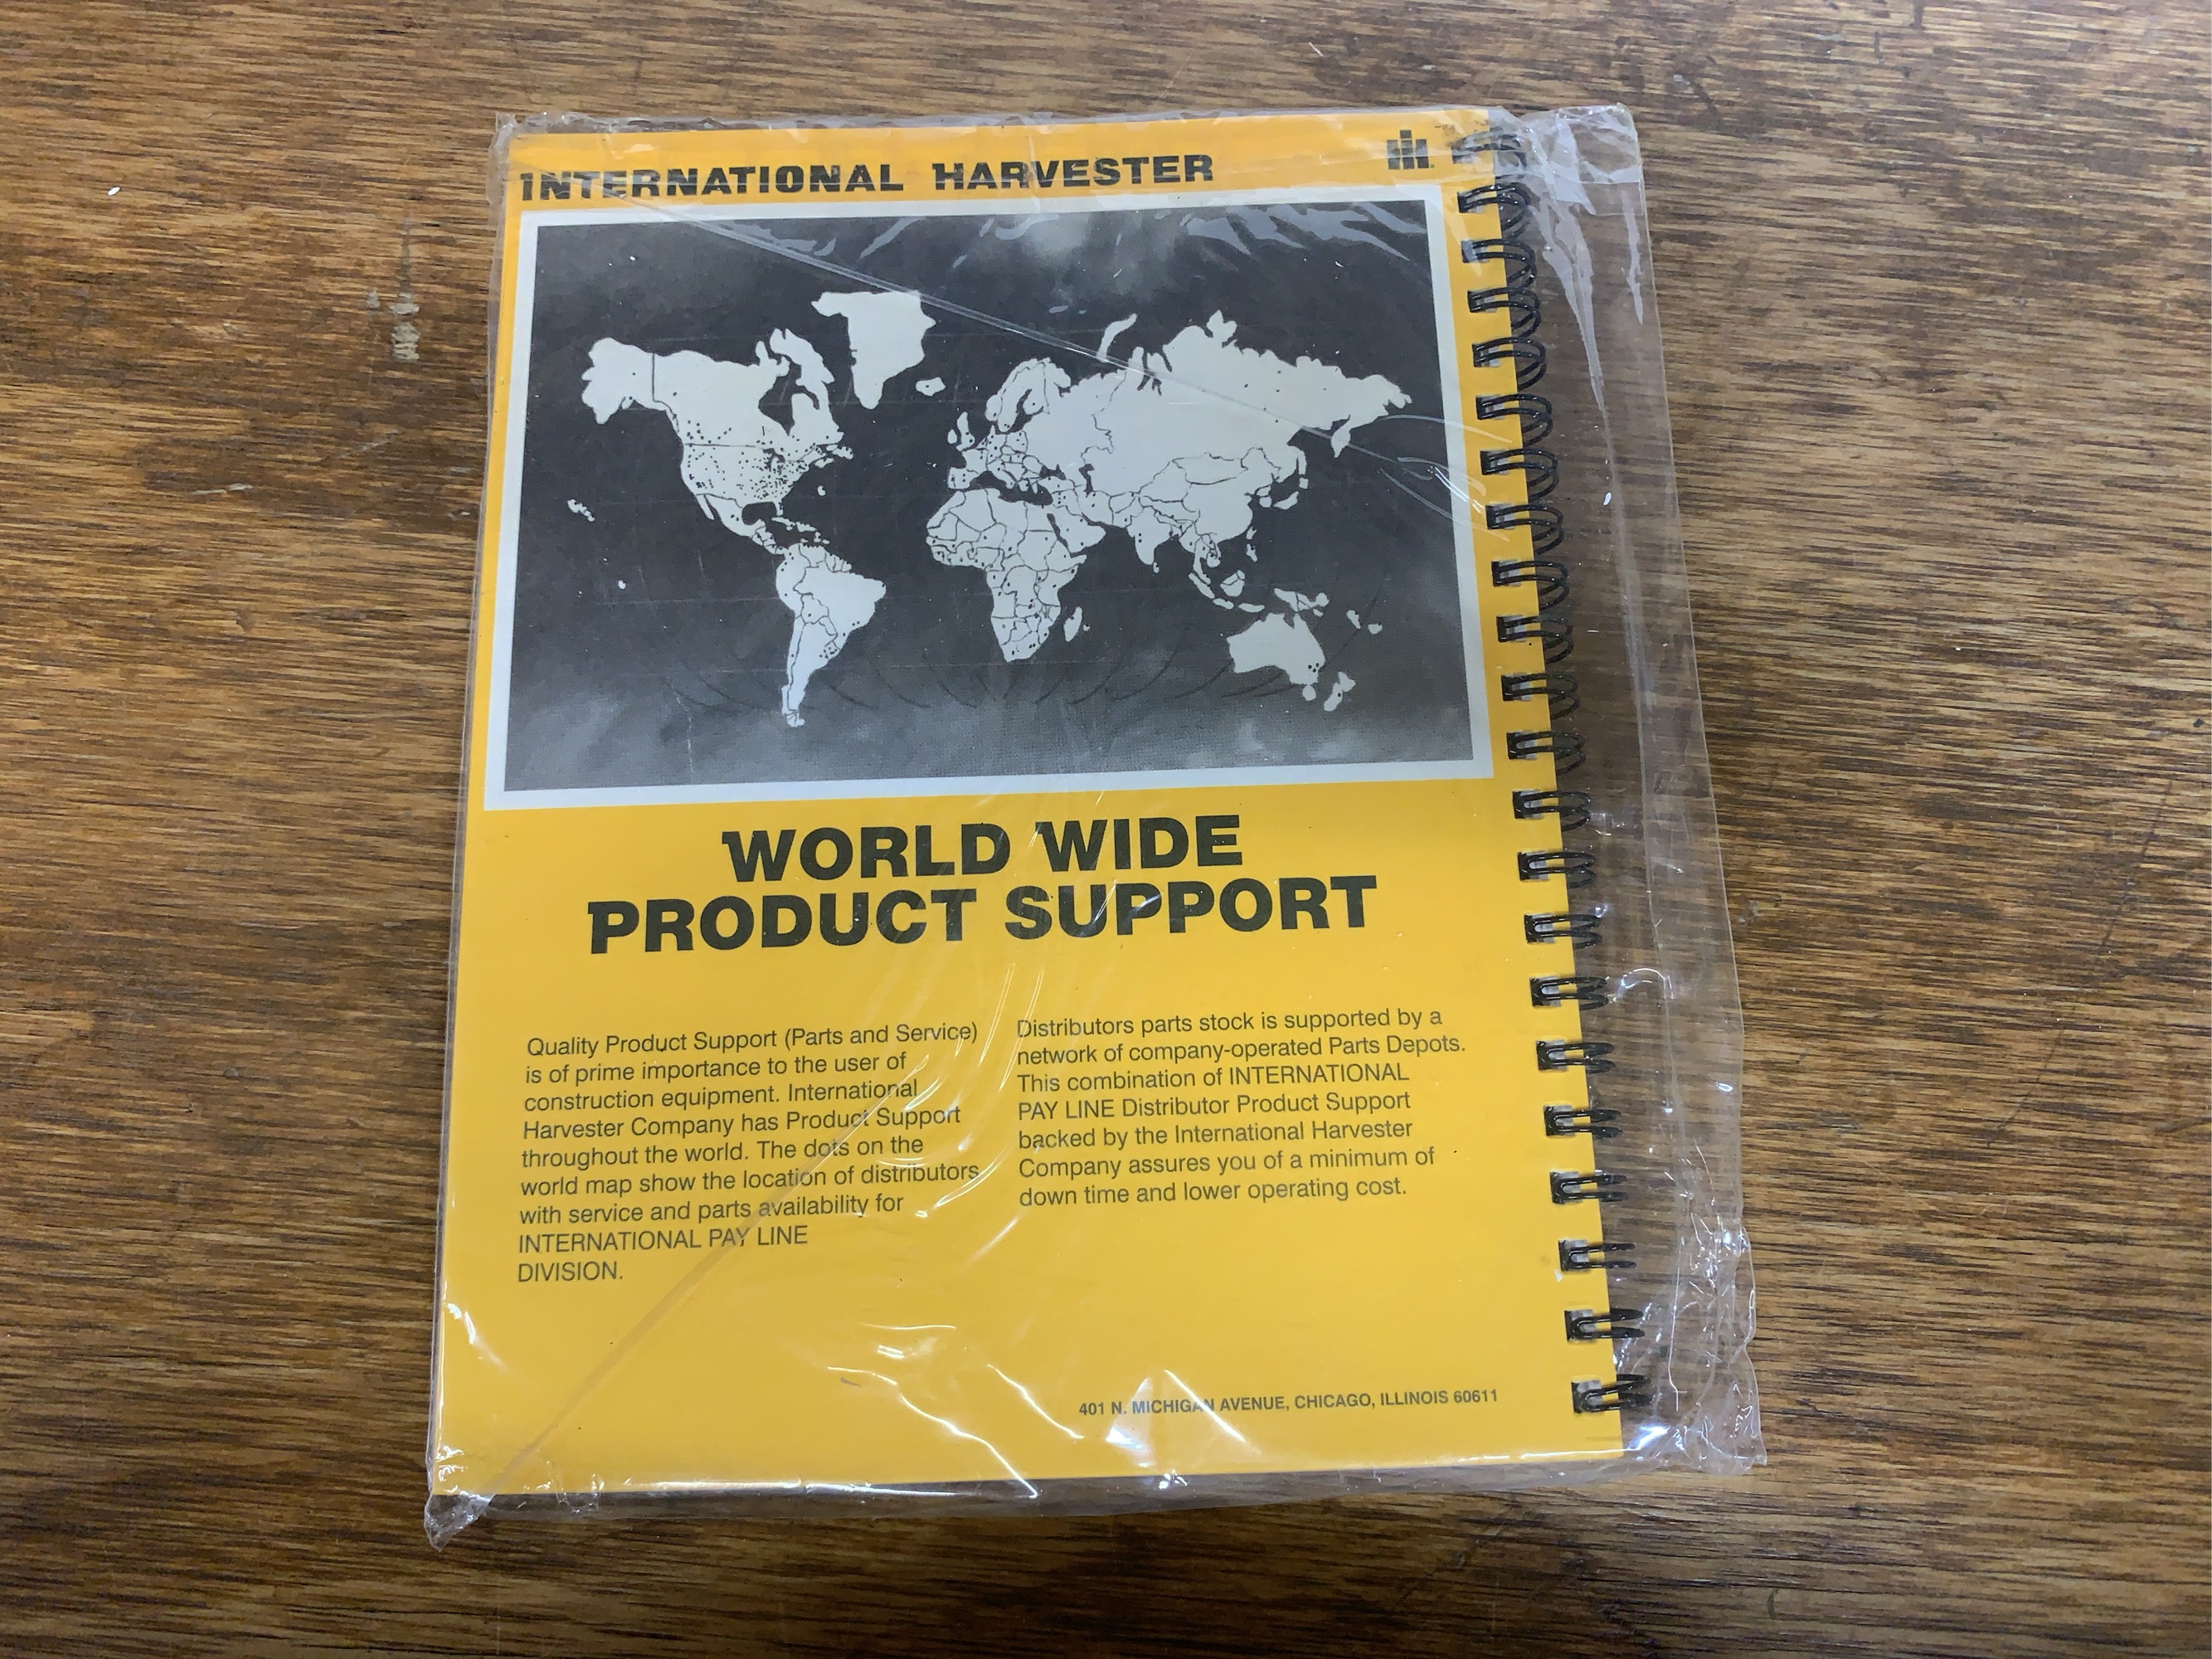 INTERNATIONAL HARVESTER
WORLD WIDE
PRODUCT SUPPORT
Quality Product Support (Parts and Service)
is of prime importance to the user of
construction equipment. International
Harvester Company has Product Support
throughout the world. The dots on the
world map show the location of distributors
with service and parts availability for
INTERNATIONAL PAY LINE
DIVISION.
Distributors parts stock is supported by a
network of company-operated Parts Depots.
This combination of INTERNATIONAL
PAY LINE Distributor Product Support
backed by the International Harvester
Company assures you of a minimum of
down time and lower operating cost.
401 N. MICHIGAN AVENUE, CHICAGO, ILLINOIS 60611